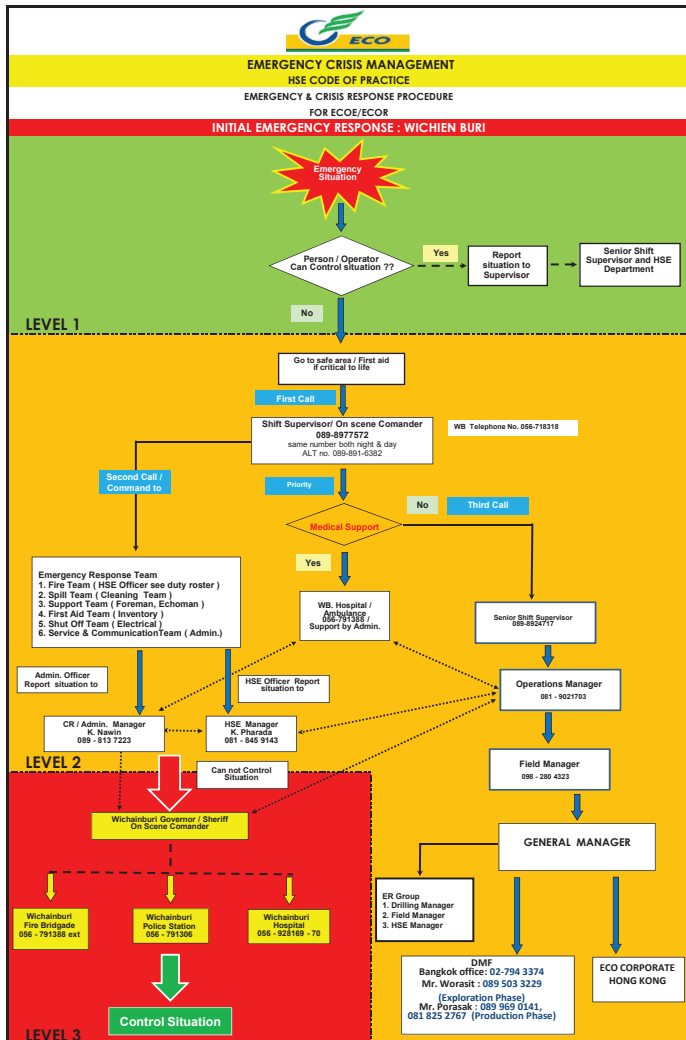 ECO
EMERGENCY CRISIS MANAGEMENT
HSE CODE OF PRACTICE
EMERGENCY & CRISIS RESPONSE PROCEDURE
FOR ECOE/ECOR
INITIAL EMERGENCY RESPONSE : WICHIEN BURI
Emergency
Situation
Person / Operator
Can Control situation ??
Yes
Report
situation to
Supervisor
Senior Shift
Supervisor and HSE
Department
No
LEVEL 1
Go to safe area / First aid
if critical to life
First Call
Shift Supervisor/ On scene Comander
089-8977572
same number both night & day
ALT no. 089-891-6382
WB Telephone No. 056-718318
Second Call /
Command to
Priority
No
Third Call
Medical Support
Yes
Emergency Response Team
1. Fire Team ( HSE Officer see duty roster )
2. Spill Team ( Cleaning Team )
3. Support Team ( Foreman, Echoman )
4. First Aid Team ( Inventory )
5. Shut Off Team ( Electrical )
6. Service & CommunicationTeam ( Admin.)
WB. Hospital /
Ambulance
056-791388 /
Support by Admin.
Senior Shift Supervisor
089-8924717
Admin. Officer
Report situation to
HSE Officer Report
situation to
Operations Manager
081 - 9021703
CR / Admin. Manager
K. Nawin
089 - 813 7223
HSE Manager
K. Pharada
081 - 845 9143
LEVEL 2
Can not Control
Situation
Field Manager
098 - 280 4323
Wichainburi Governor / Sheriff
On Scene Comander
GENERAL MANAGER
ER Group
1. Drilling Manager
2. Field Manager
3. HSE Manager
Wichainburi
Fire Bridgade
056 - 791388 ext
Wichainburi
Police Station
056 - 791306
Wichainburi
Hospital
056 - 928169 - 70
DMF
Bangkok office: 02-794 3374
Mr. Worasit : 089 503 3229
(Exploration Phase)
Mr. Porasak : 089 969 0141,
081 825 2767 (Production Phase)
ECO CORPORATE
HONG KONG
Control Situation
LEVEL 3